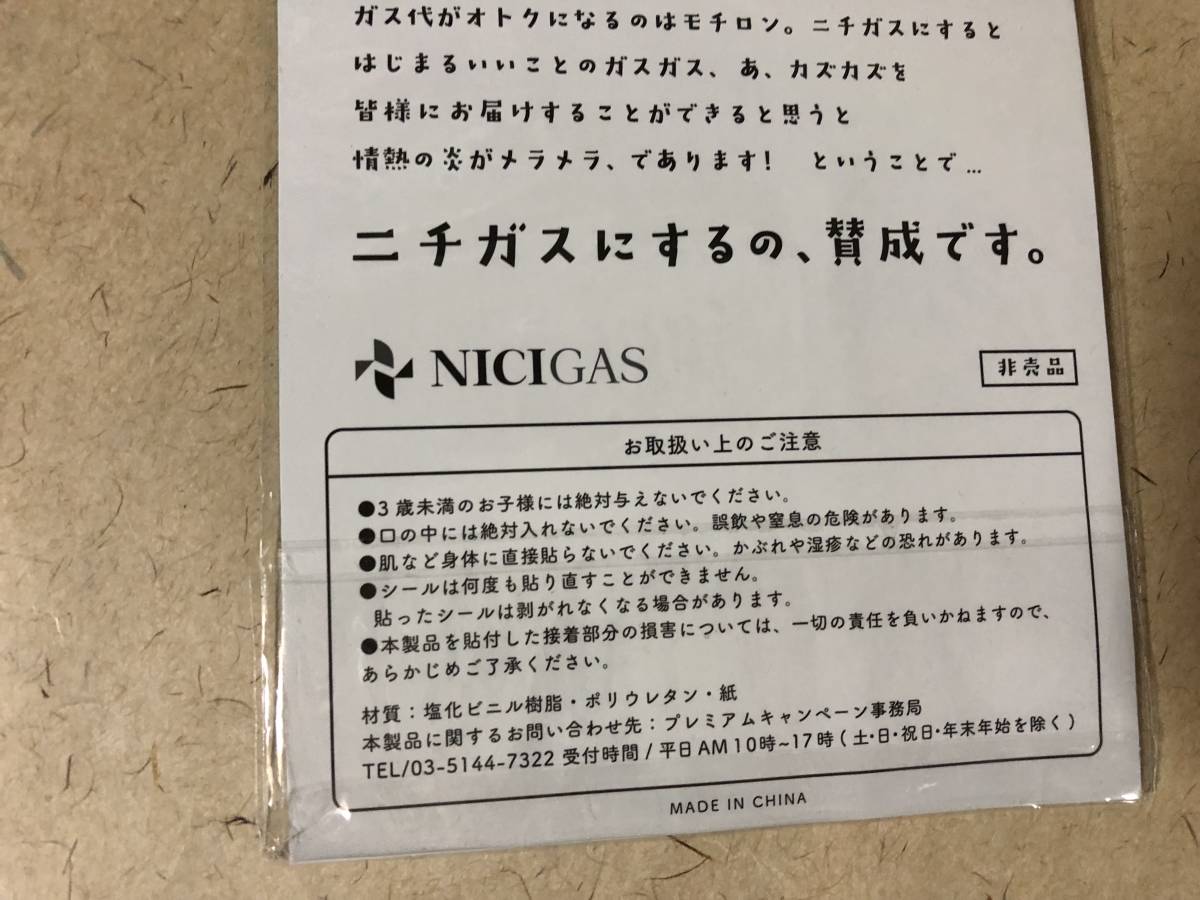 ガス代がオトクになるのはモチロン。ニチガスにすると
はじまるいいことのガスガス、あ、カズカズを
皆様にお届けすることができると思うと
情熱の炎がメラメラ、であります! ということで…
ニチガスにするの、賛成です。
NICIGAS
非売品
お取扱い上のご注意
●3歳未満のお子様には絶対与えないでください。
●口の中には絶対入れないでください。誤飲や窒息の危険があります。
●肌など身体に直接貼らないでください。かぶれや湿疹などの恐れがあります。
●シールは何度も貼り直すことができません。
貼ったシールは剥がれなくなる場合があります。
●本製品を貼付した接着部分の損害については、一切の責任を負いかねますので、
あらかじめご了承ください。
材質:塩化ビニル樹脂・ポリウレタン・紙
本製品に関するお問い合わせ先:プレミアムキャンペーン事務局
TEL/03-5144-7322 受付時間/平日AM10時~17時(土・日・祝日・年末年始を除く)
MADE IN CHINA